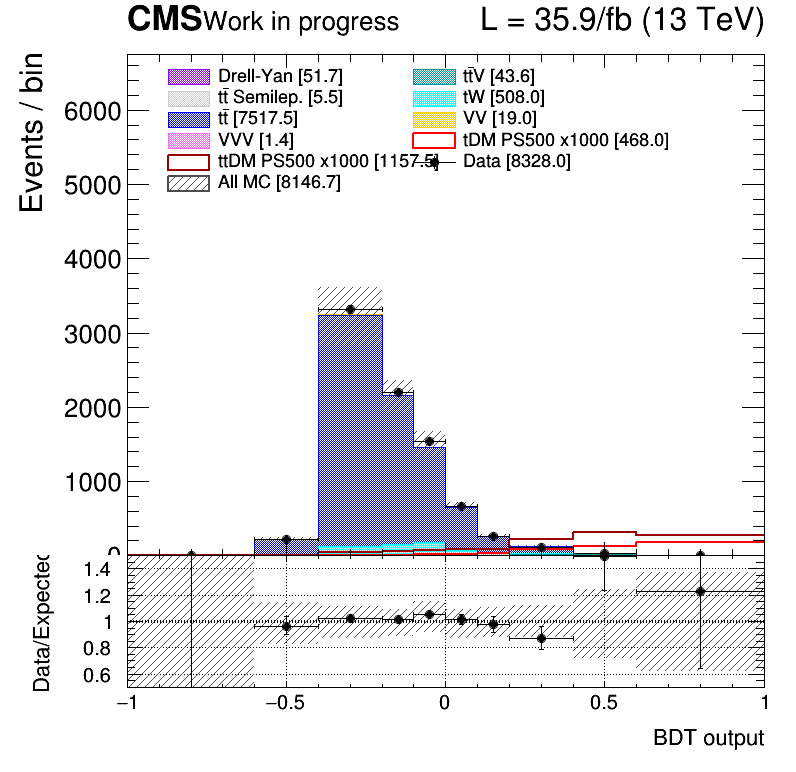 CMS Work in progress L = 35.9/fb (13 TeV)
Events / bin
Drell-Yan [51.7] tt̄V [43.6]
tt̄ Semilep. [5.5] tW [508.0]
tt̄ [7517.5] VV [19.0]
VVV [1.4] tDM PS500 x1000 [468.0]
ttDM PS500 x1000 [1157.5] Data [8328.0]
All MC [8146.7]
6000
5000
4000
3000
2000
1000
0
Data/Expected
1.4
1.2
1
0.8
0.6
−1 −0.5 0 0.5 1
BDT output